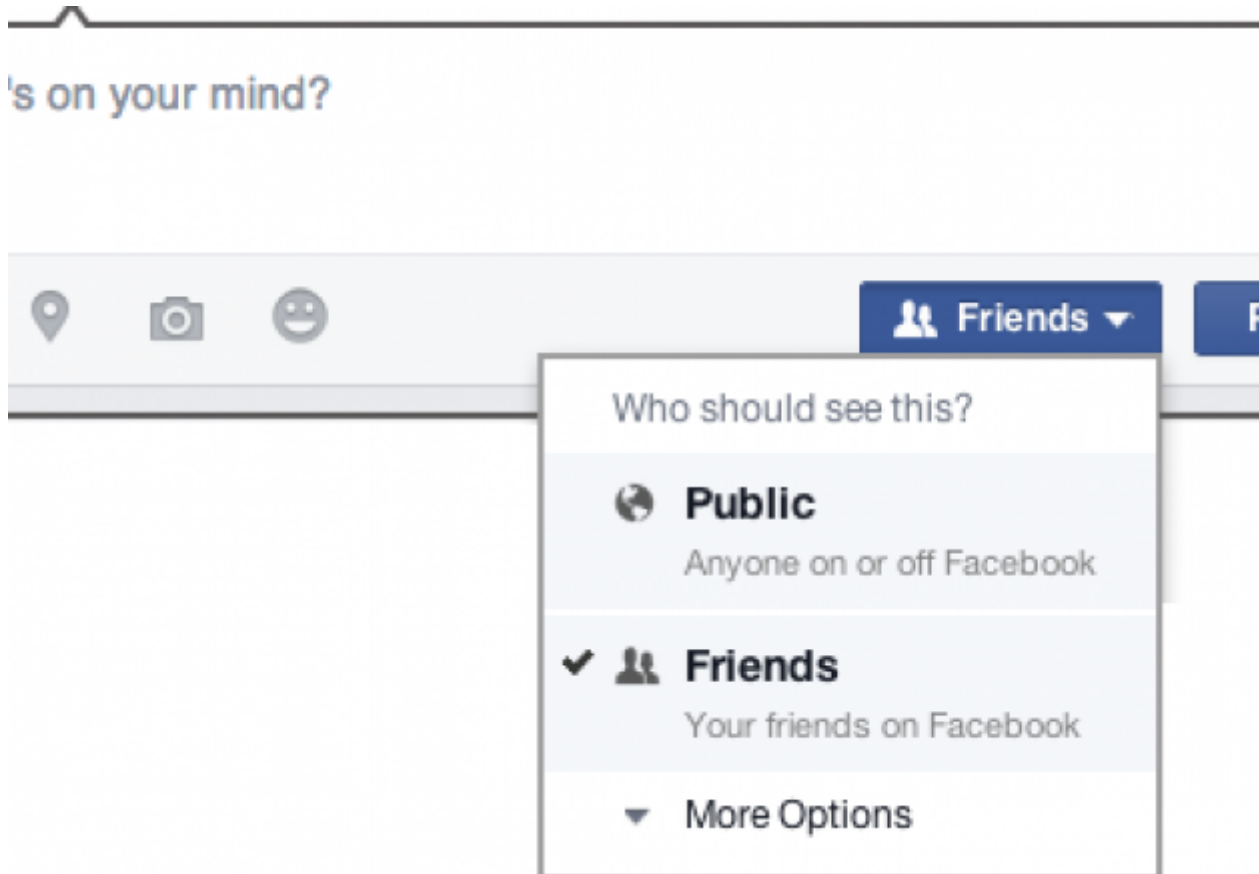 's on your mind?
Friends
Who should see this?
Public
Anyone on or off Facebook
Friends
Your friends on Facebook
More Options